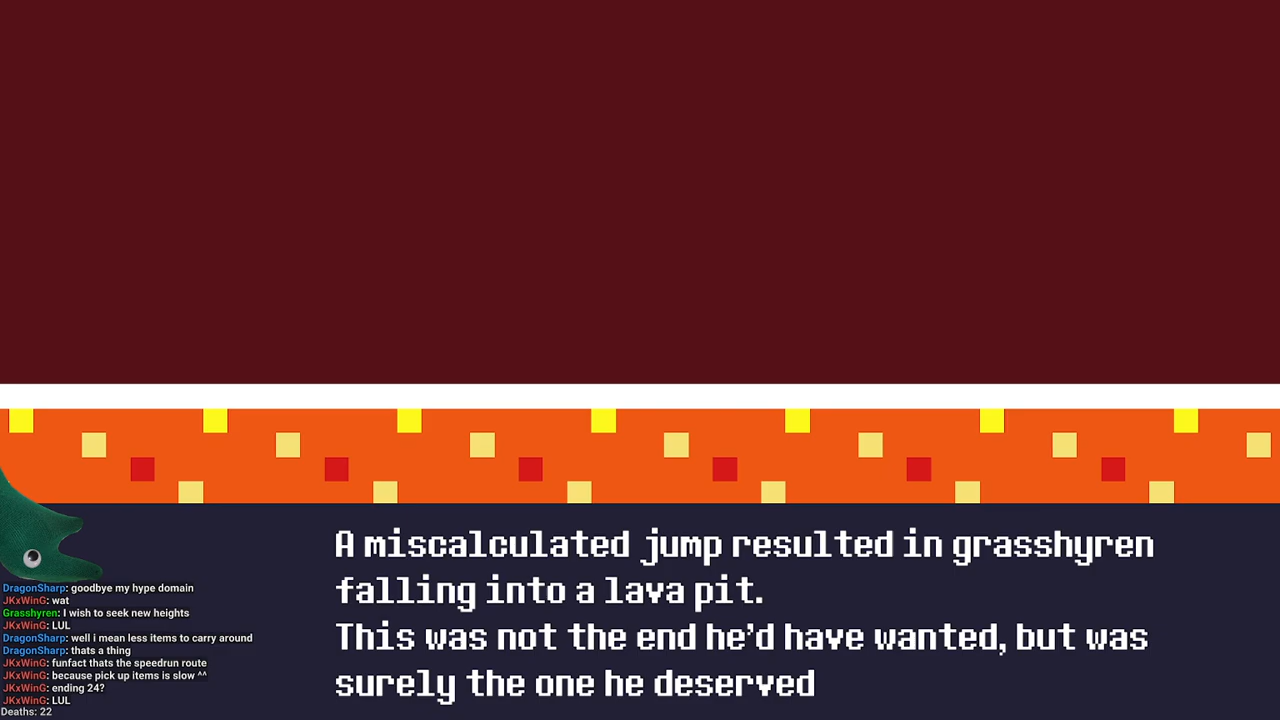 A miscalculated jump resulted in grasshyren
falling into a lava pit.
This was not the end he'd have wanted, but was
surely the one he deserved
DragonSharp: goodbye my hype domain
JKxWinG: wat
Grasshyren: I wish to seek new heights
JKxWinG: LUL
DragonSharp: well i mean less items to carry around
DragonSharp: thats a thing
JKxWinG: funfact thats the speedrun route
JKxWinG: because pick up items is slow ^^
JKxWinG: ending 24?
JKxWinG: LUL
Deaths: 22